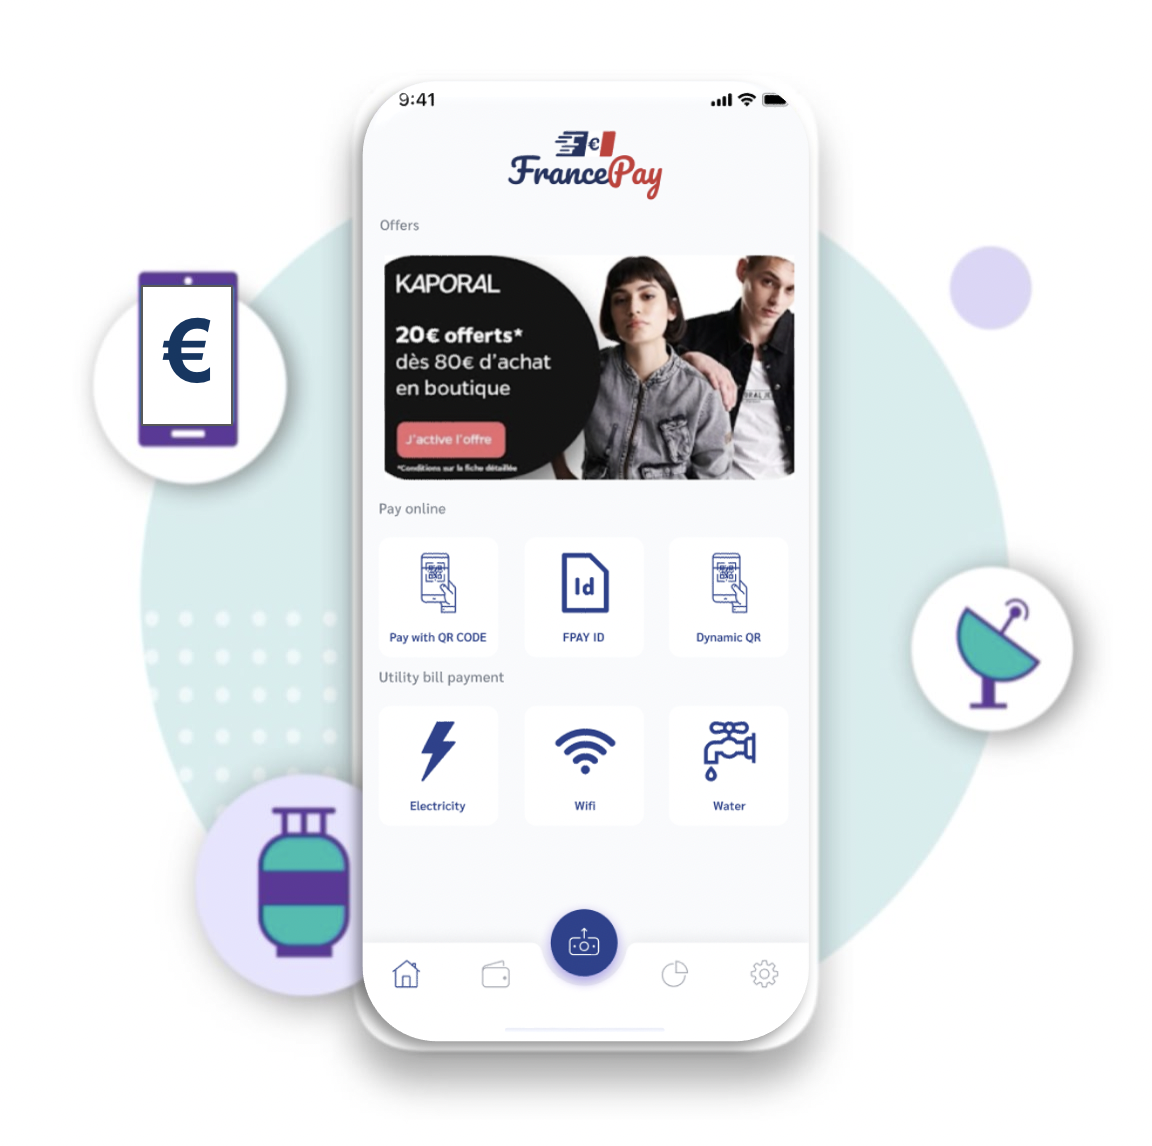 9:41
€
FrancePay
Offers
KAPORAL
20€ offerts*
dès 80€ d'achat
en boutique
J'active l'offre
*Conditions sur la fiche détaillée
€
Pay online
Id
Pay with QR CODE
FPAY ID
Dynamic QR
Utility bill payment
Electricity
Wifi
Water